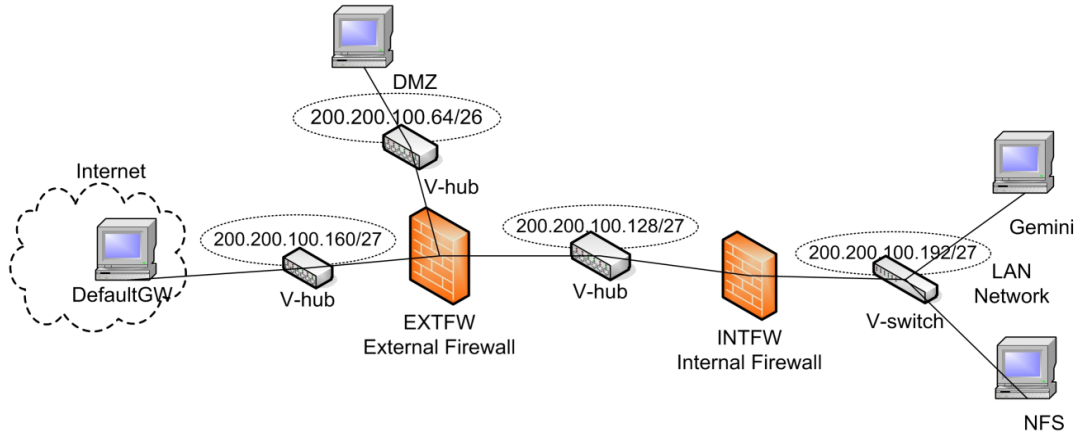 DMZ
200.200.100.64/26
V-hub
Internet
DefaultGW
200.200.100.160/27
V-hub
EXTFW
External Firewall
200.200.100.128/27
V-hub
INTFW
Internal Firewall
200.200.100.192/27
V-switch
LAN
Network
Gemini
NFS